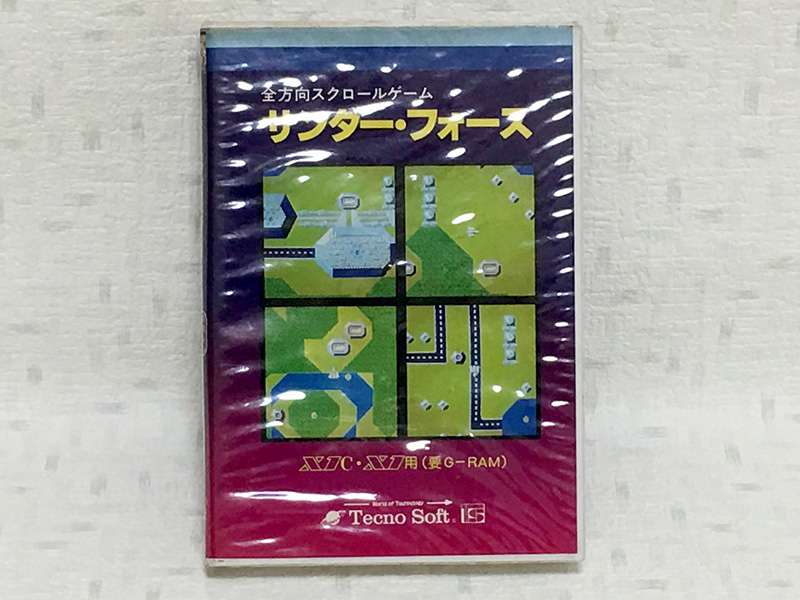 全方向スクロールゲーム
サンダー・フォース
X1C・X1用(要G-RAM)
World of Technology
Tecno Soft